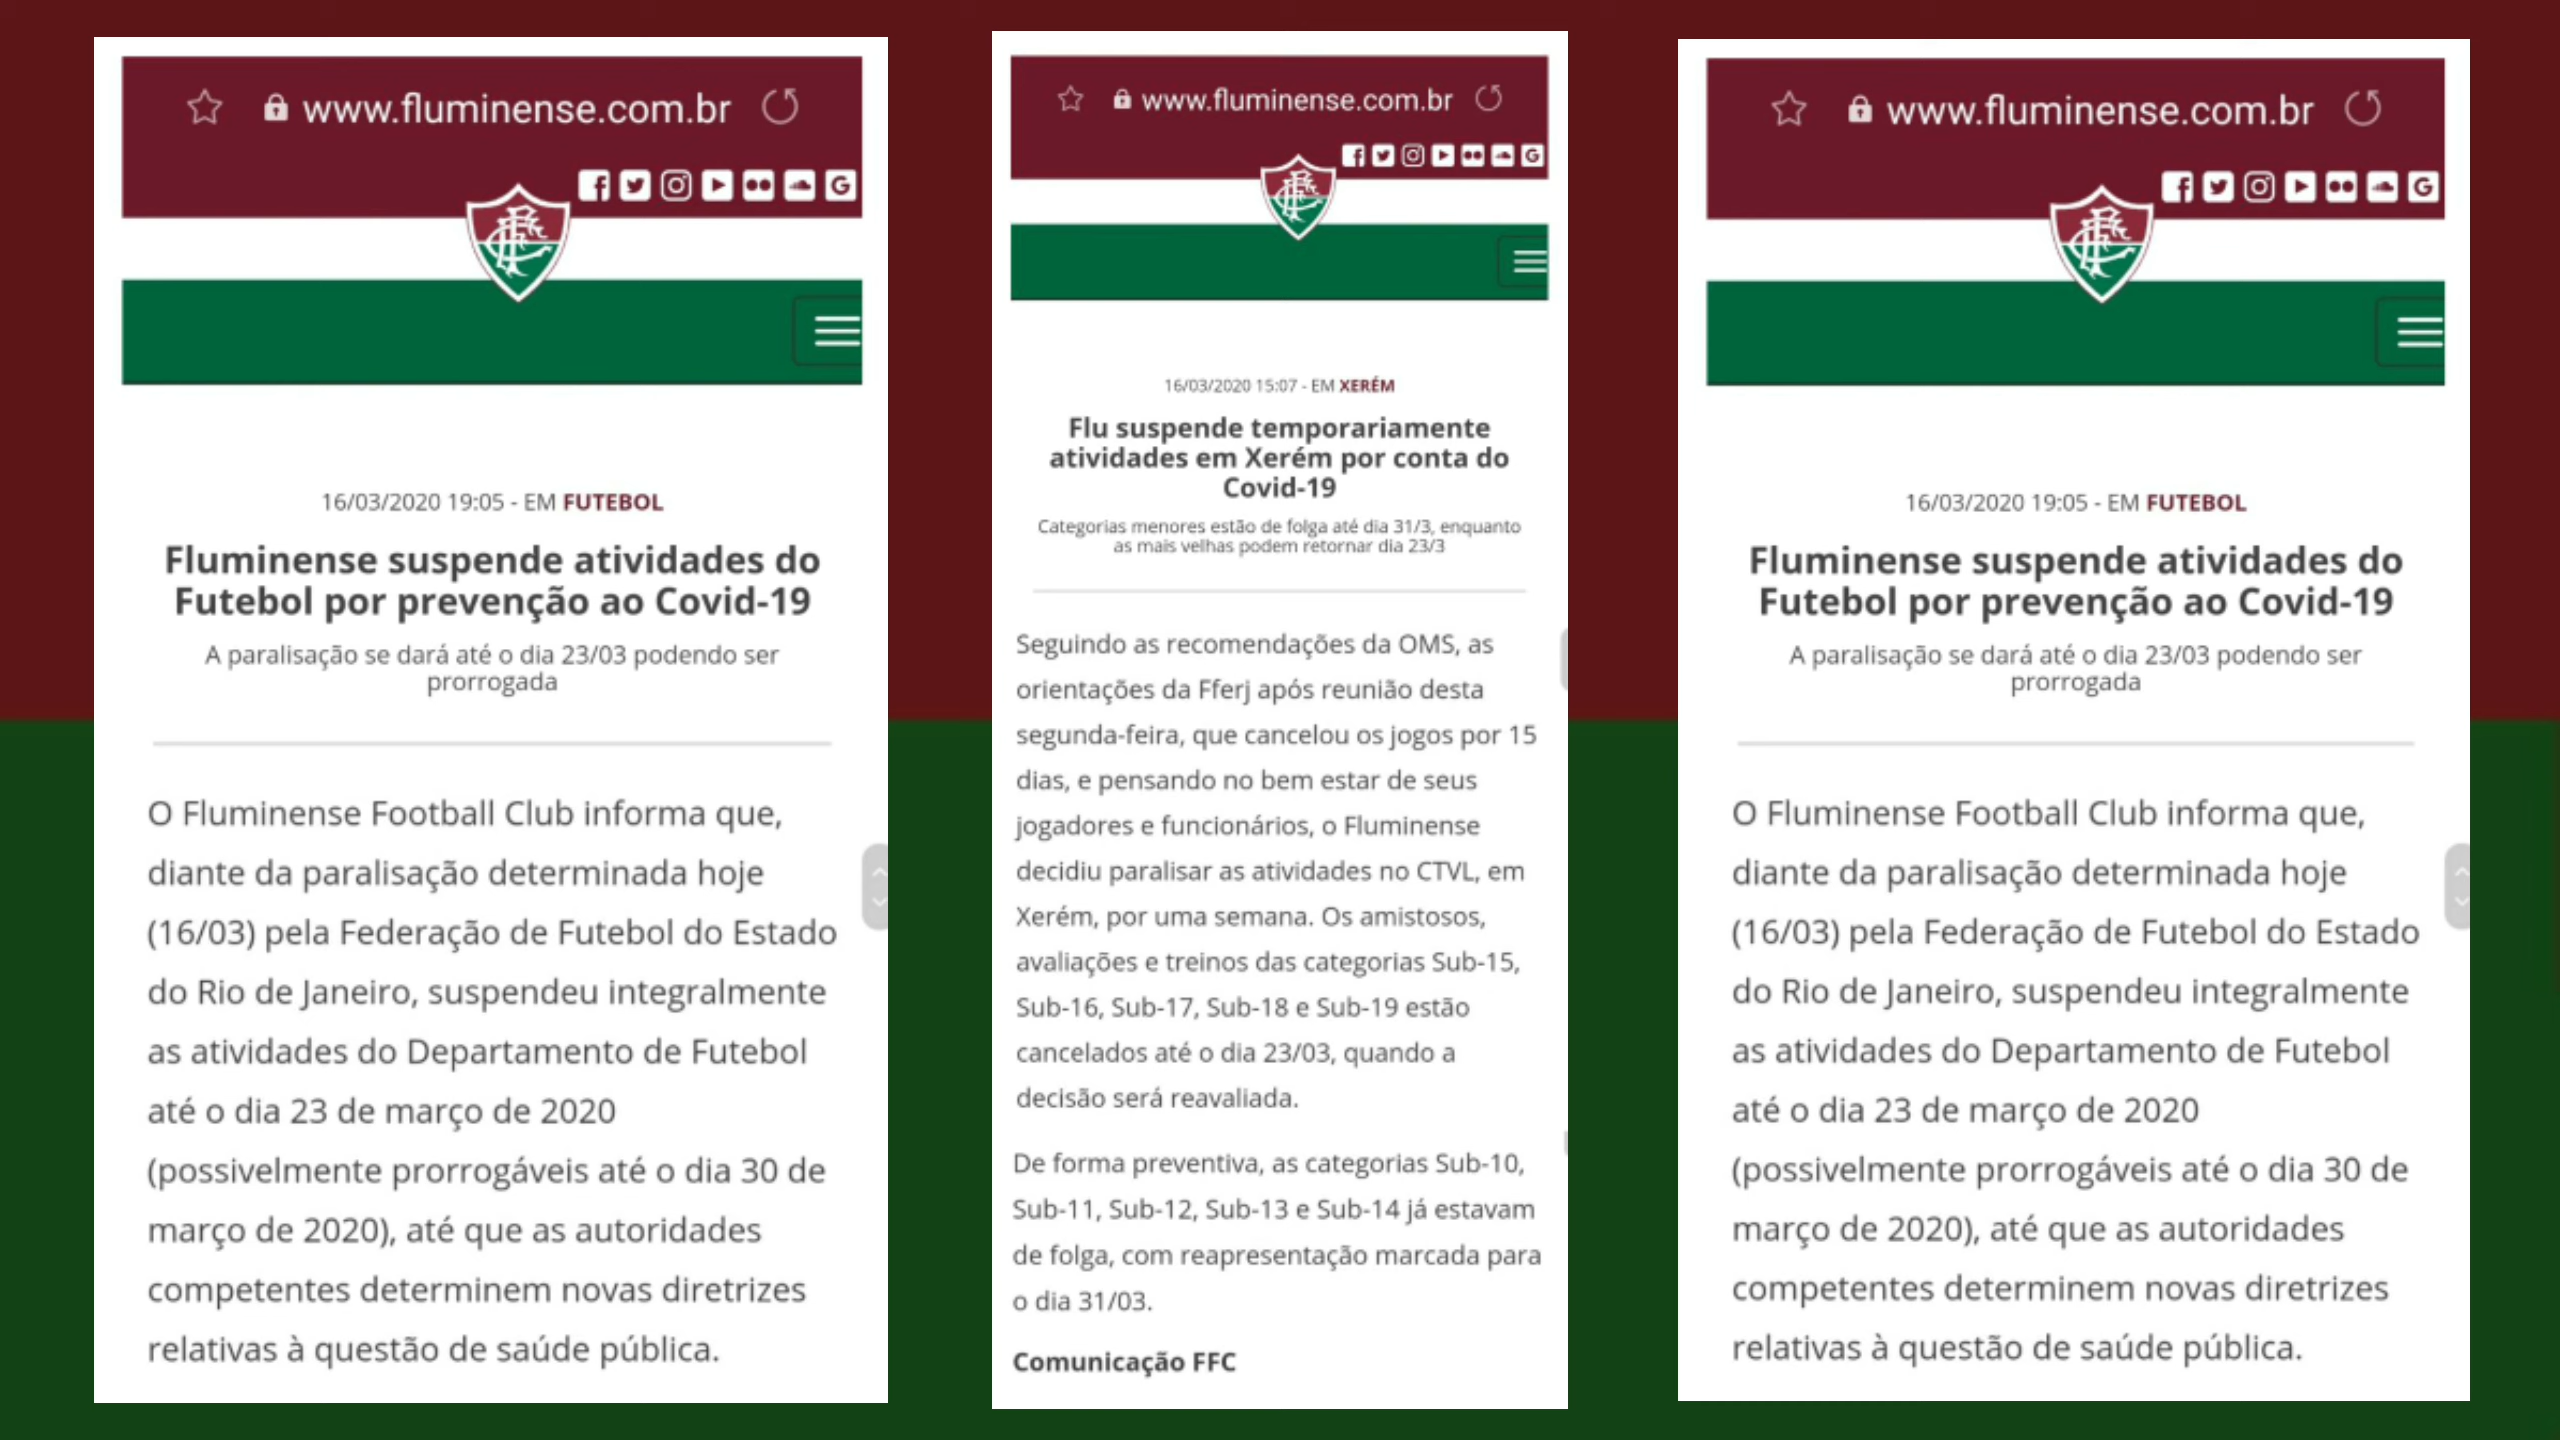 www.fluminense.com.br
16/03/2020 19:05 - EM FUTEBOL
Fluminense suspende atividades do
Futebol por prevenção ao Covid-19
A paralisação se dará até o dia 23/03 podendo ser
prorrogada
O Fluminense Football Club informa que,
diante da paralisação determinada hoje
(16/03) pela Federação de Futebol do Estado
do Rio de Janeiro, suspendeu integralmente
as atividades do Departamento de Futebol
até o dia 23 de março de 2020
(possivelmente prorrogáveis até o dia 30 de
março de 2020), até que as autoridades
competentes determinem novas diretrizes
relativas à questão de saúde pública.
www.fluminense.com.br
16/03/2020 15:07 - EM XERÉM
Flu suspende temporariamente
atividades em Xerém por conta do
Covid-19
Categorias menores estão de folga até dia 31/3, enquanto
as mais velhas podem retornar dia 23/3
Seguindo as recomendações da OMS, as
orientações da Fferj após reunião desta
segunda-feira, que cancelou os jogos por 15
dias, e pensando no bem estar de seus
jogadores e funcionários, o Fluminense
decidiu paralisar as atividades no CTVL, em
Xerém, por uma semana. Os amistosos,
avaliações e treinos das categorias Sub-15,
Sub-16, Sub-17, Sub-18 e Sub-19 estão
cancelados até o dia 23/03, quando a
decisão será reavaliada.
De forma preventiva, as categorias Sub-10,
Sub-11, Sub-12, Sub-13 e Sub-14 já estavam
de folga, com reapresentação marcada para
o dia 31/03.
Comunicação FFC
www.fluminense.com.br
16/03/2020 19:05 - EM FUTEBOL
Fluminense suspende atividades do
Futebol por prevenção ao Covid-19
A paralisação se dará até o dia 23/03 podendo ser
prorrogada
O Fluminense Football Club informa que,
diante da paralisação determinada hoje
(16/03) pela Federação de Futebol do Estado
do Rio de Janeiro, suspendeu integralmente
as atividades do Departamento de Futebol
até o dia 23 de março de 2020
(possivelmente prorrogáveis até o dia 30 de
março de 2020), até que as autoridades
competentes determinem novas diretrizes
relativas à questão de saúde pública.